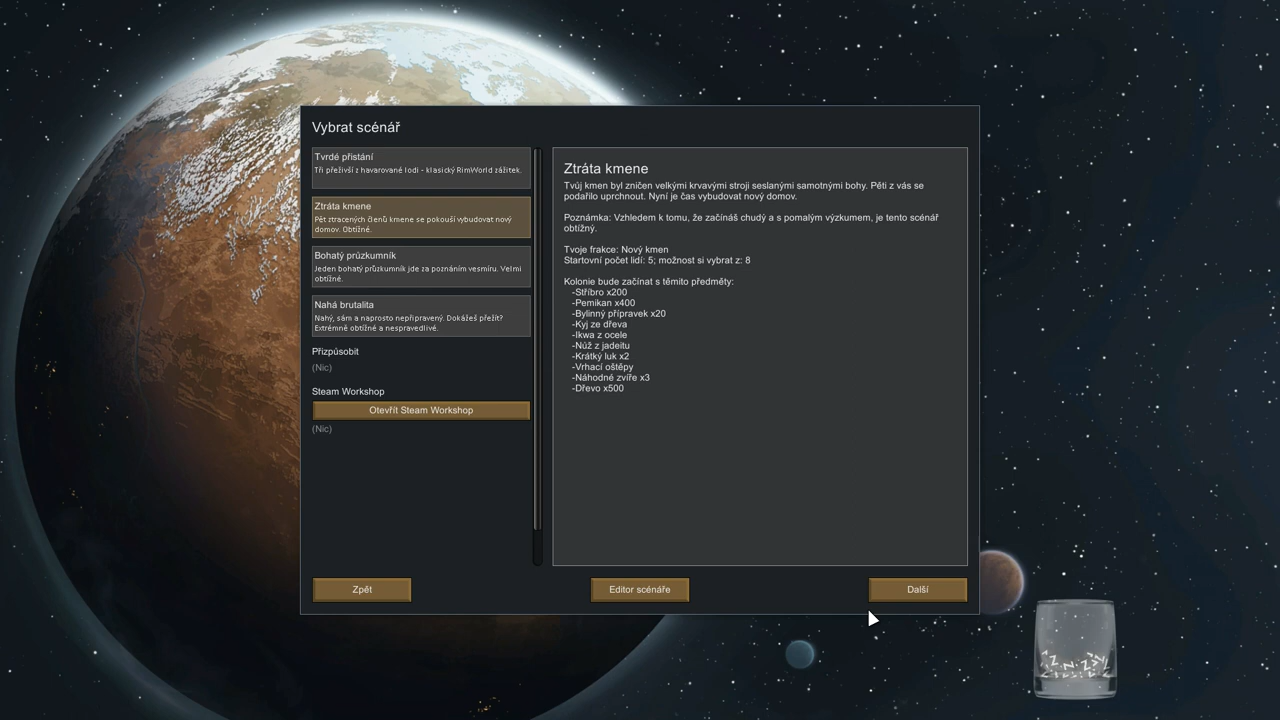 Vybrat scénář
Tvrdé přistání
Tři přeživší z havarované lodi - klasický RimWorld zážitek.
Ztráta kmene
Pět ztracených členů kmene se pokouší vybudovat nový
domov. Obtížné.
Bohatý průzkumník
Jeden bohatý průzkumník jde za poznáním vesmíru. Velmi
obtížné.
Nahá brutalita
Nahý, sám a naprosto nepřipravený. Dokážeš přežít?
Extrémně obtížné a nespravedlivé.
Přizpůsobit
(Nic)
Steam Workshop
Otevřít Steam Workshop
(Nic)
Ztráta kmene
Tvůj kmen byl zničen velkými krvavými stroji seslanými samotnými bohy. Pěti z vás se
podařilo uprchnout. Nyní je čas vybudovat nový domov.
Poznámka: Vzhledem k tomu, že začínáš chudý a s pomalým výzkumem, je tento scénář
obtížný.
Tvoje frakce: Nový kmen
Startovní počet lidí: 5; možnost si vybrat z: 8
Kolonie bude začínat s těmito předměty:
-Stříbro x200
-Pemikan x400
-Bylinný přípravek x20
-Kyj ze dřeva
-Ikwa z ocele
-Nůž z jadeitu
-Krátký luk x2
-Vrhací oštěpy
-Náhodné zvíře x3
-Dřevo x500
Zpět
Editor scénáře
Další